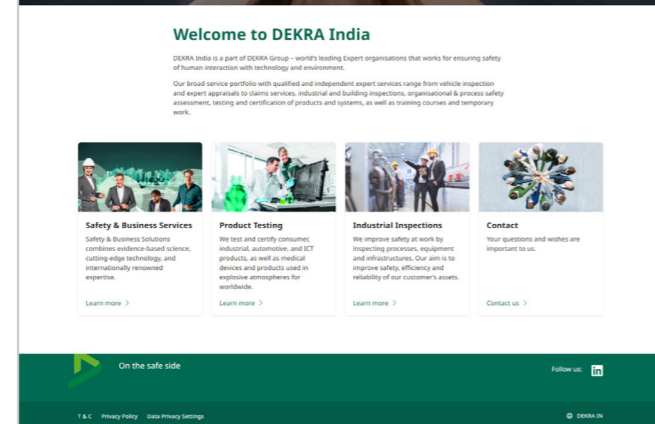 Welcome to DEKRA India
DEKRA India is a part of DEKRA Group – world's leading Expert organisations that works for ensuring safety
of human interaction with technology and environment.
Our broad service portfolio with qualified and independent expert services range from vehicle inspection
and expert appraisals to claims services, industrial and building inspections, organisational & process safety
assessment, testing and certification of products and systems, as well as training courses and temporary
work.
Safety & Business Services
Safety & Business Solutions
combines evidence-based science,
cutting-edge technology, and
internationally renowned
expertise.
Learn more
Product Testing
We test and certify consumer,
industrial, automotive, and ICT
products, as well as medical
devices and products used in
explosive atmospheres for
worldwide.
Learn more
Industrial Inspections
We improve safety at work by
inspecting processes, equipment
and infrastructures. Our aim is to
improve safety, efficiency and
reliability of our customer's assets.
Learn more
Contact
Your questions and wishes are
important to us.
Contact us
On the safe side
Follow us: in
T & C Privacy Policy Data Privacy Settings
DEKRA IN